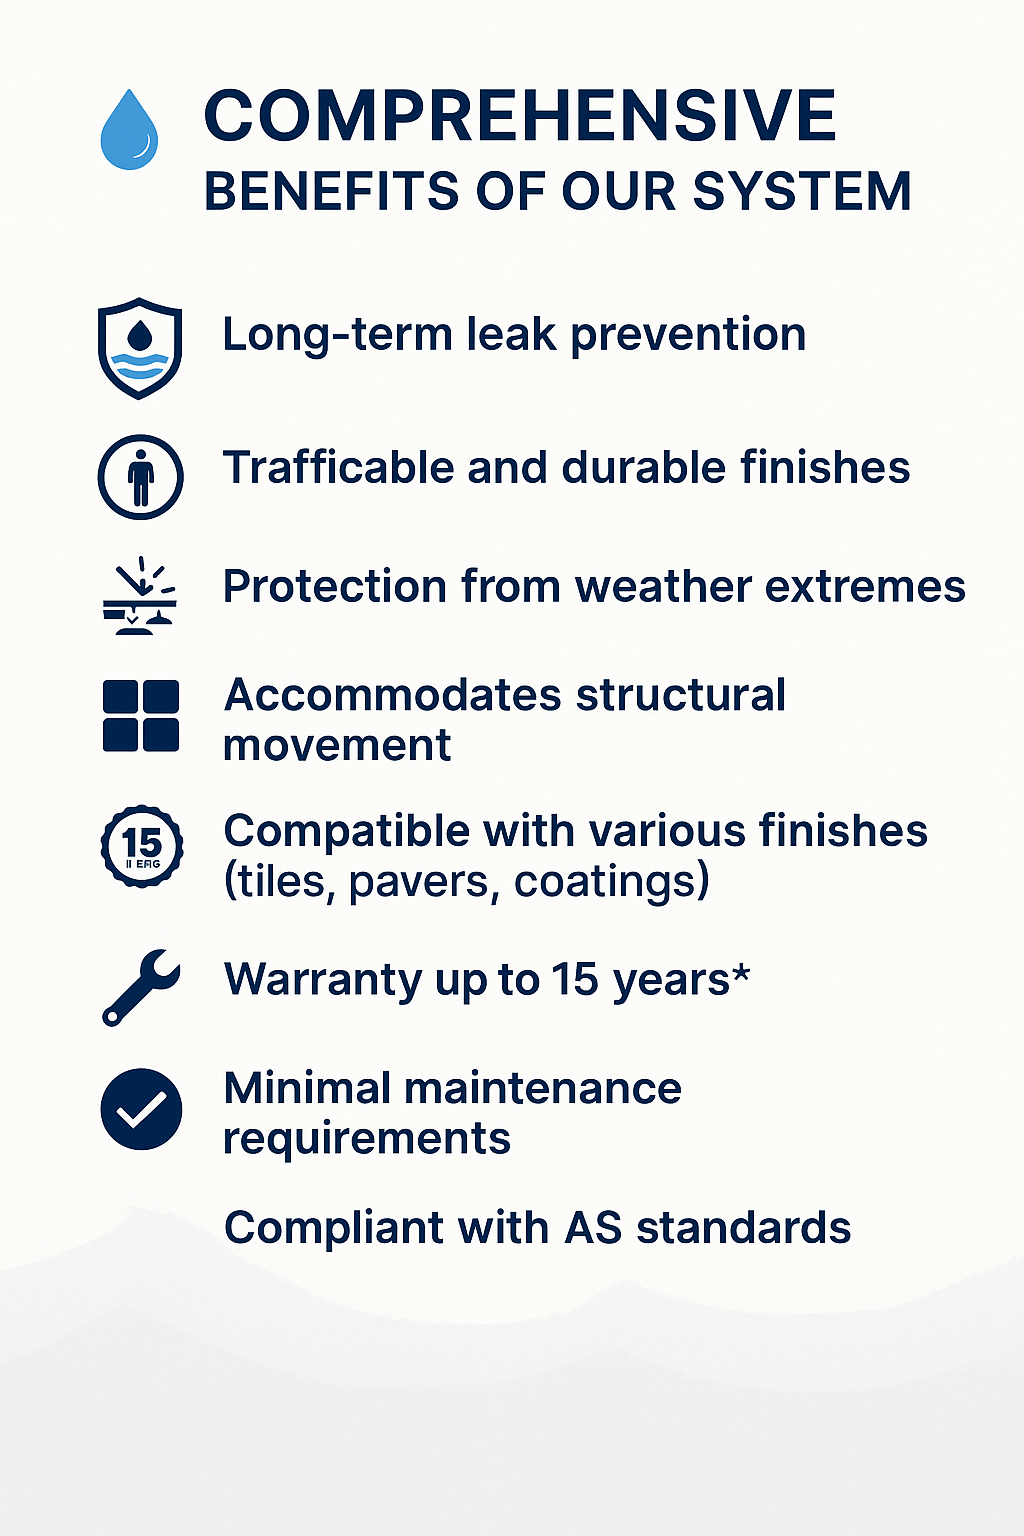 COMPREHENSIVE
BENEFITS OF OUR SYSTEM
Long-term leak prevention
Trafficable and durable finishes
Protection from weather extremes
Accommodates structural
movement
15
Compatible with various finishes
(tiles, pavers, coatings)
Warranty up to 15 years*
Minimal maintenance
requirements
Compliant with AS standards